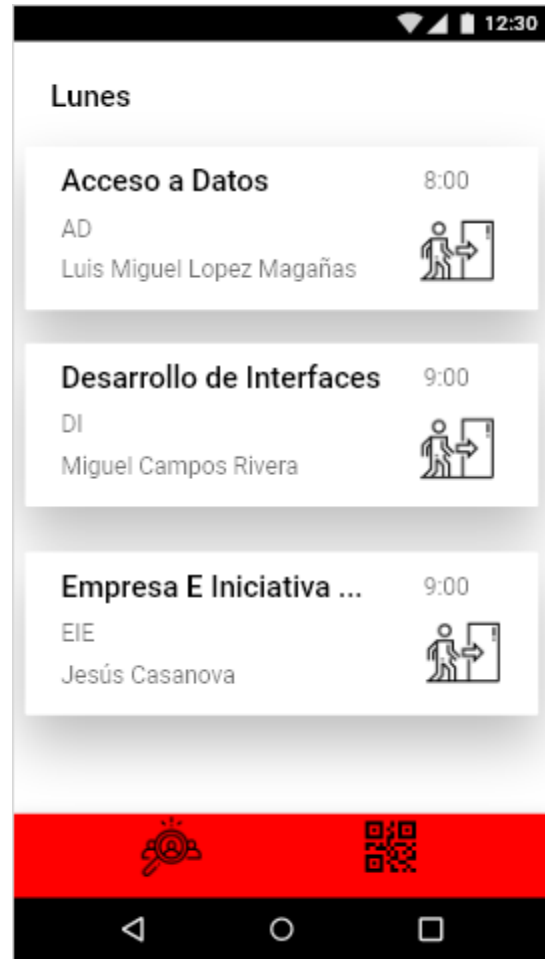 12:30
Lunes
Acceso a Datos 8:00
AD
Luis Miguel Lopez Magañas
Desarrollo de Interfaces 9:00
DI
Miguel Campos Rivera
Empresa E Iniciativa ... 9:00
EIE
Jesús Casanova